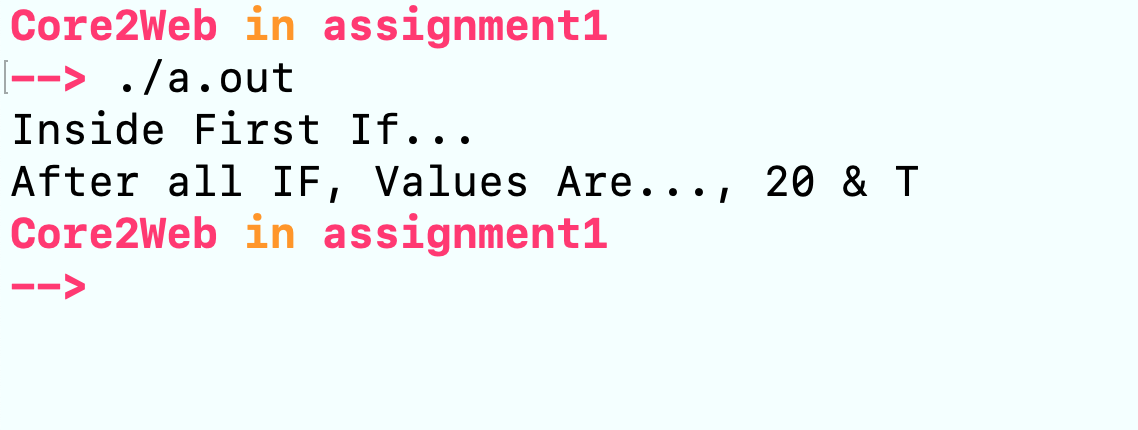 Core2Web in assignment1
--> ./a.out
Inside First If...
After all IF, Values Are..., 20 & T
Core2Web in assignment1
-->